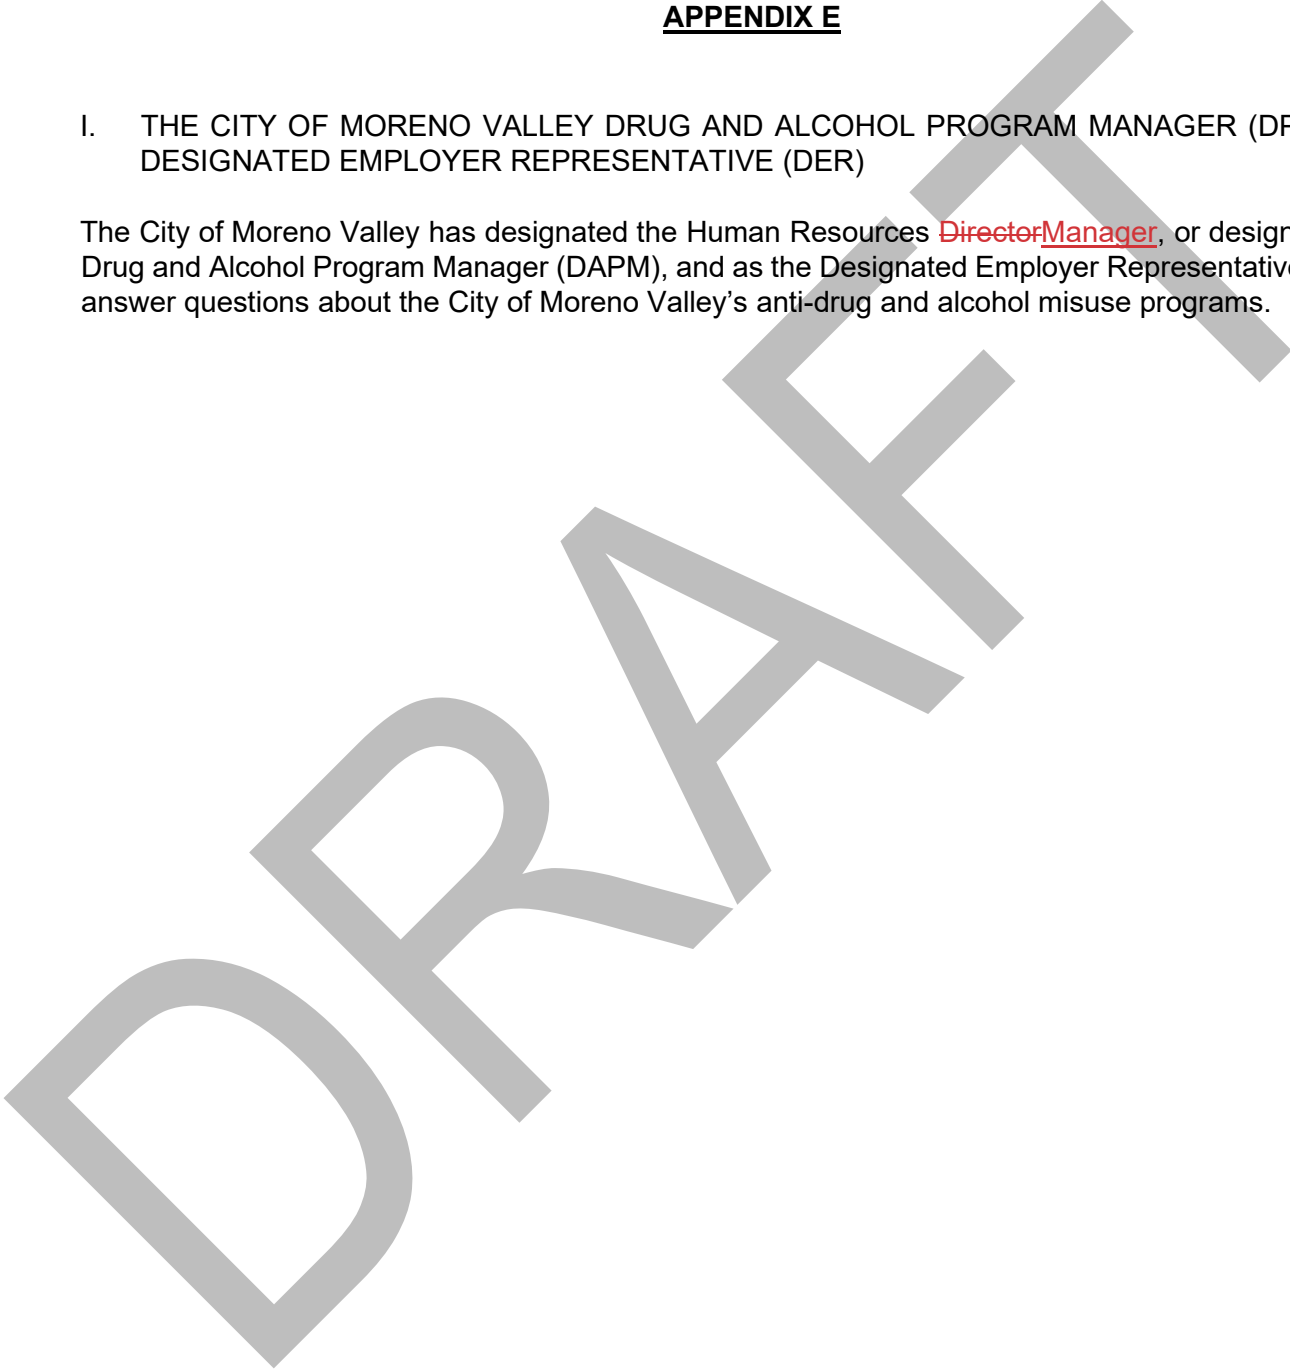 APPENDIX E
I. THE CITY OF MORENO VALLEY DRUG AND ALCOHOL PROGRAM MANAGER
DESIGNATED EMPLOYER REPRESENTATIVE (DER)
The City of Moreno Valley has designated the Human Resources DirectorManager, or
Drug and Alcohol Program Manager (DAPM), and as the Designated Employer Representative
answer questions about the City of Moreno Valley’s anti-drug and alcohol misuse programs.
DRAFT